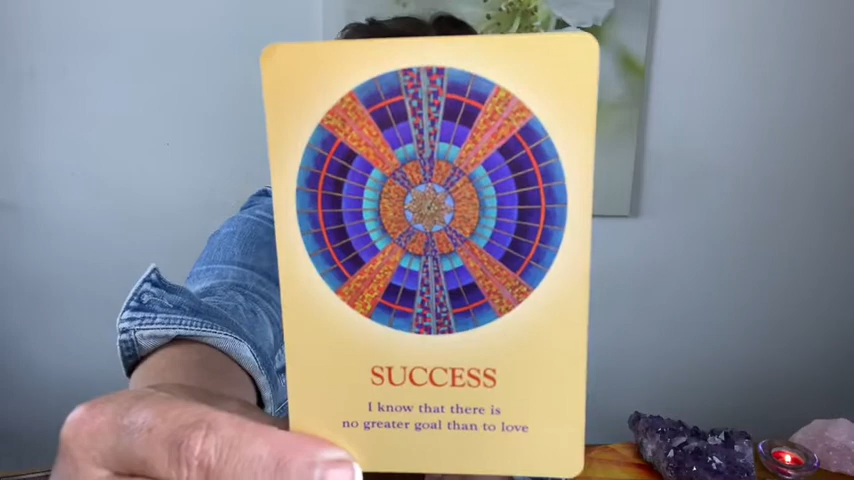 SUCCESS
I know that there is
no greater goal than to love